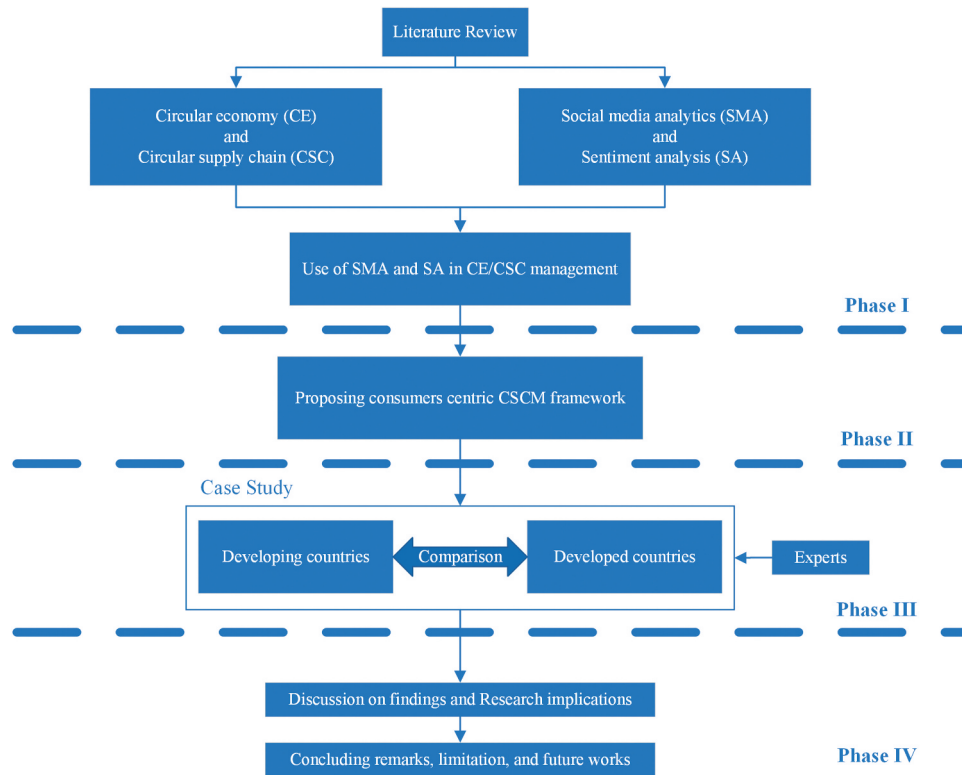 Literature Review
Circular economy (CE)
and
Circular supply chain (CSC)
Social media analytics (SMA)
and
Sentiment analysis (SA)
Use of SMA and SA in CE/CSC management
Phase I
Proposing consumers centric CSCM framework
Phase II
Case Study
Developing countries
Comparison
Developed countries
Experts
Phase III
Discussion on findings and Research implications
Concluding remarks, limitation, and future works
Phase IV